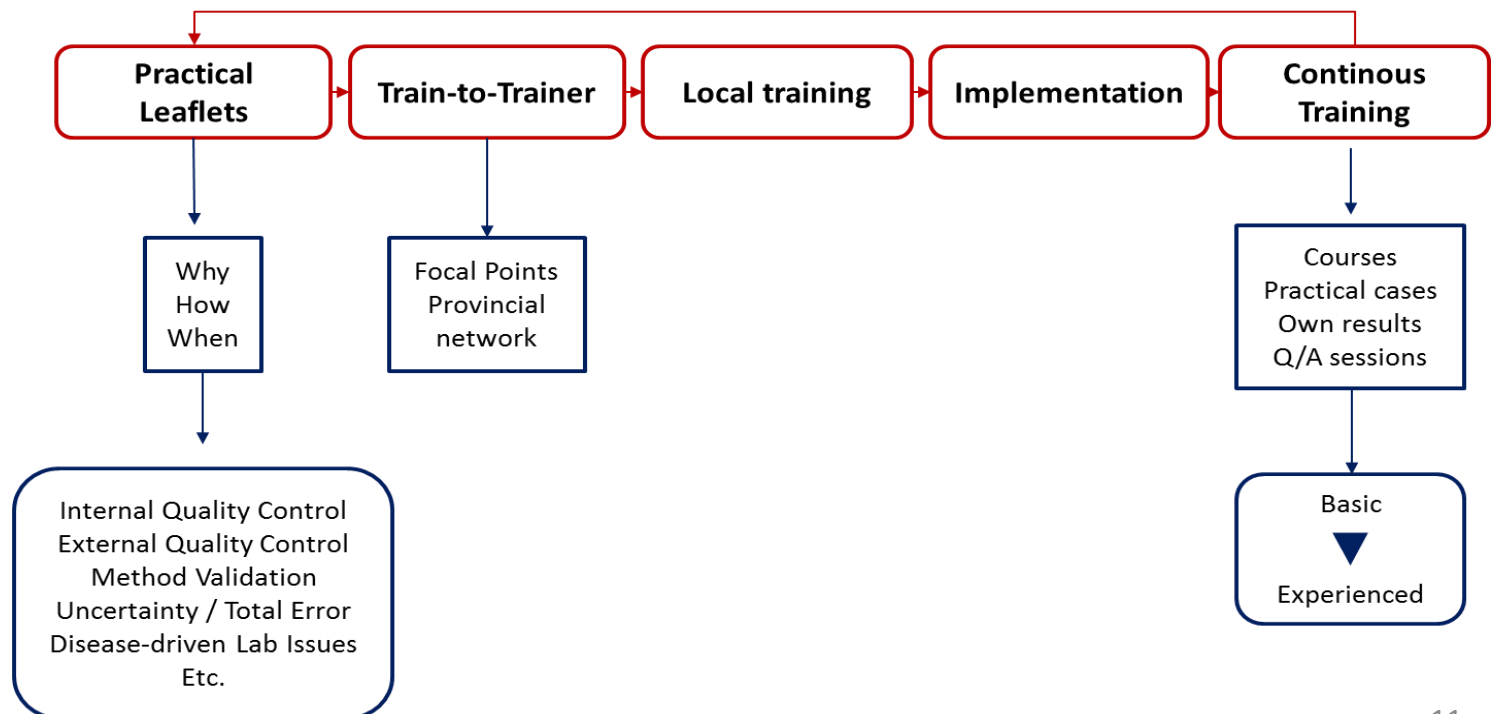 Practical
Leaflets
Train-to-Trainer
Local training
Implementation
Continous
Training
Why
How
When
Focal Points
Provincial
network
Courses
Practical cases
Own results
Q/A sessions
Internal Quality Control
External Quality Control
Method Validation
Uncertainty / Total Error
Disease-driven Lab Issues
Etc.
Basic
Experienced